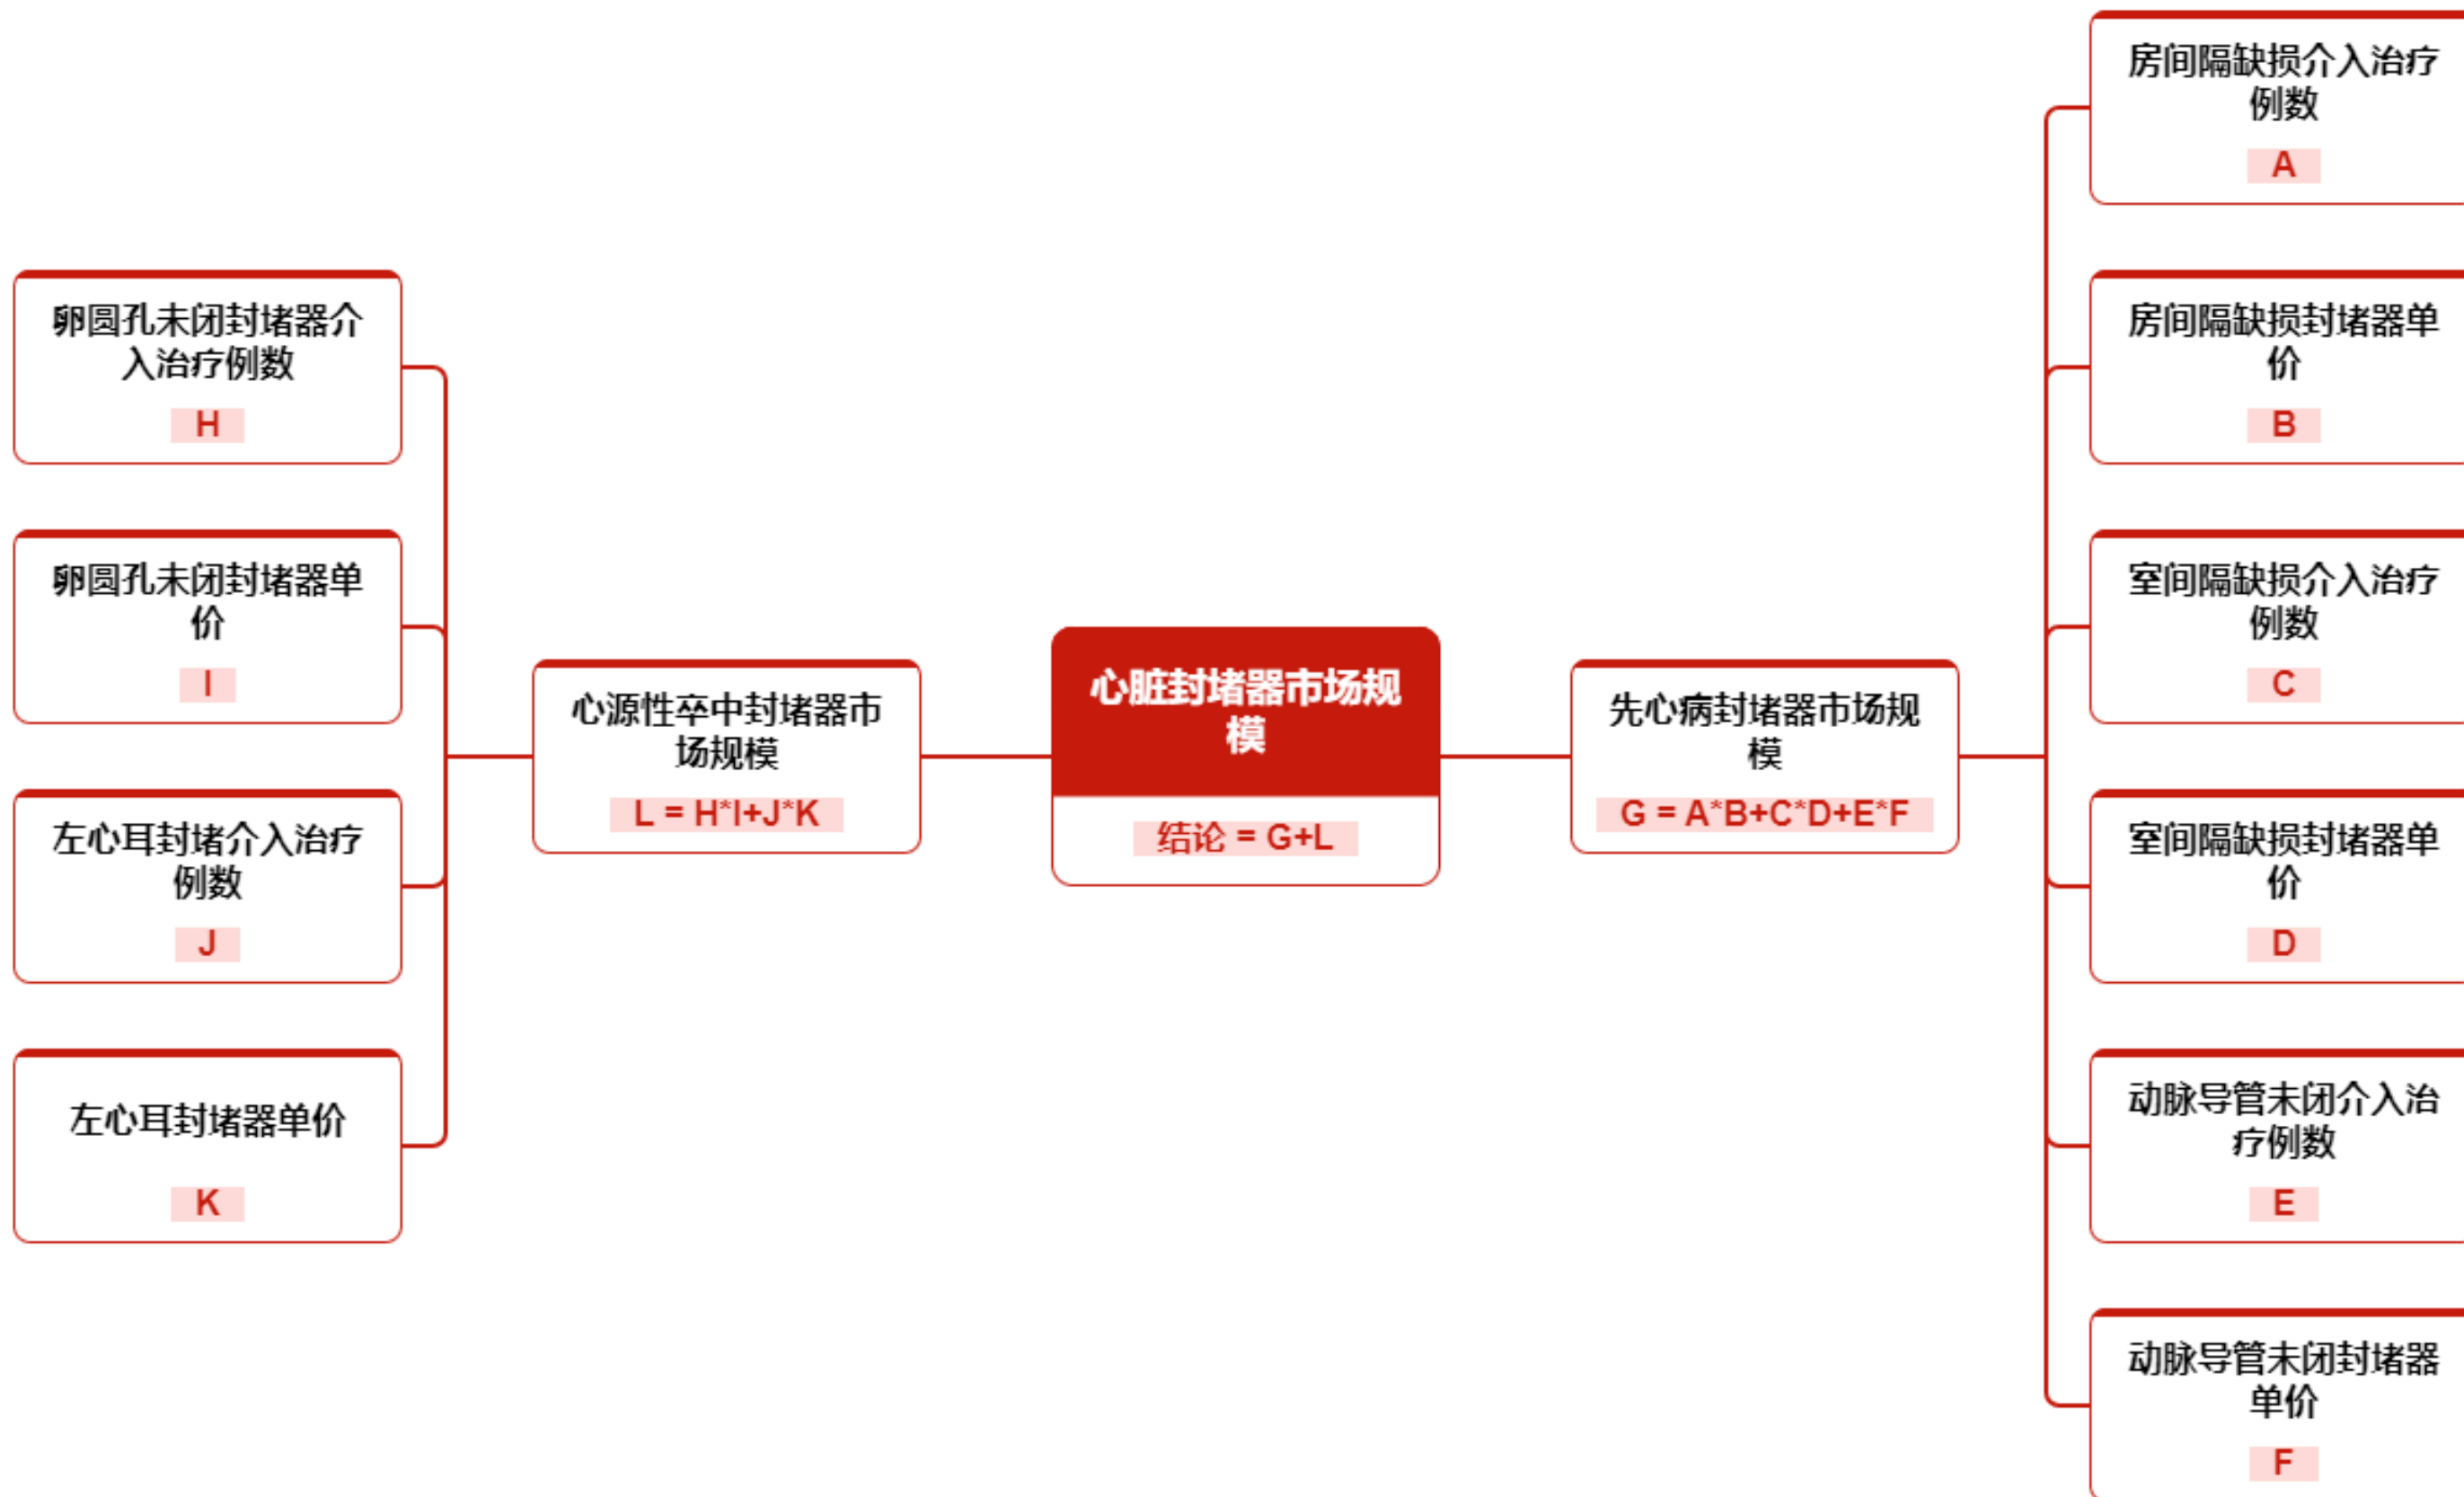 卵圆孔未闭封堵器介
入治疗例数
H
卵圆孔未闭封堵器单
价
I
左心耳封堵介入治疗
例数
J
左心耳封堵器单价
K
心源性卒中封堵器市
场规模
L = H*I+J*K
心脏封堵器市场规
模
结论 = G+L
先心病封堵器市场规
模
G = A*B+C*D+E*F
房间隔缺损介入治疗
例数
A
房间隔缺损封堵器单
价
B
室间隔缺损介入治疗
例数
C
室间隔缺损封堵器单
价
D
动脉导管未闭介入治
疗例数
E
动脉导管未闭封堵器
单价
F